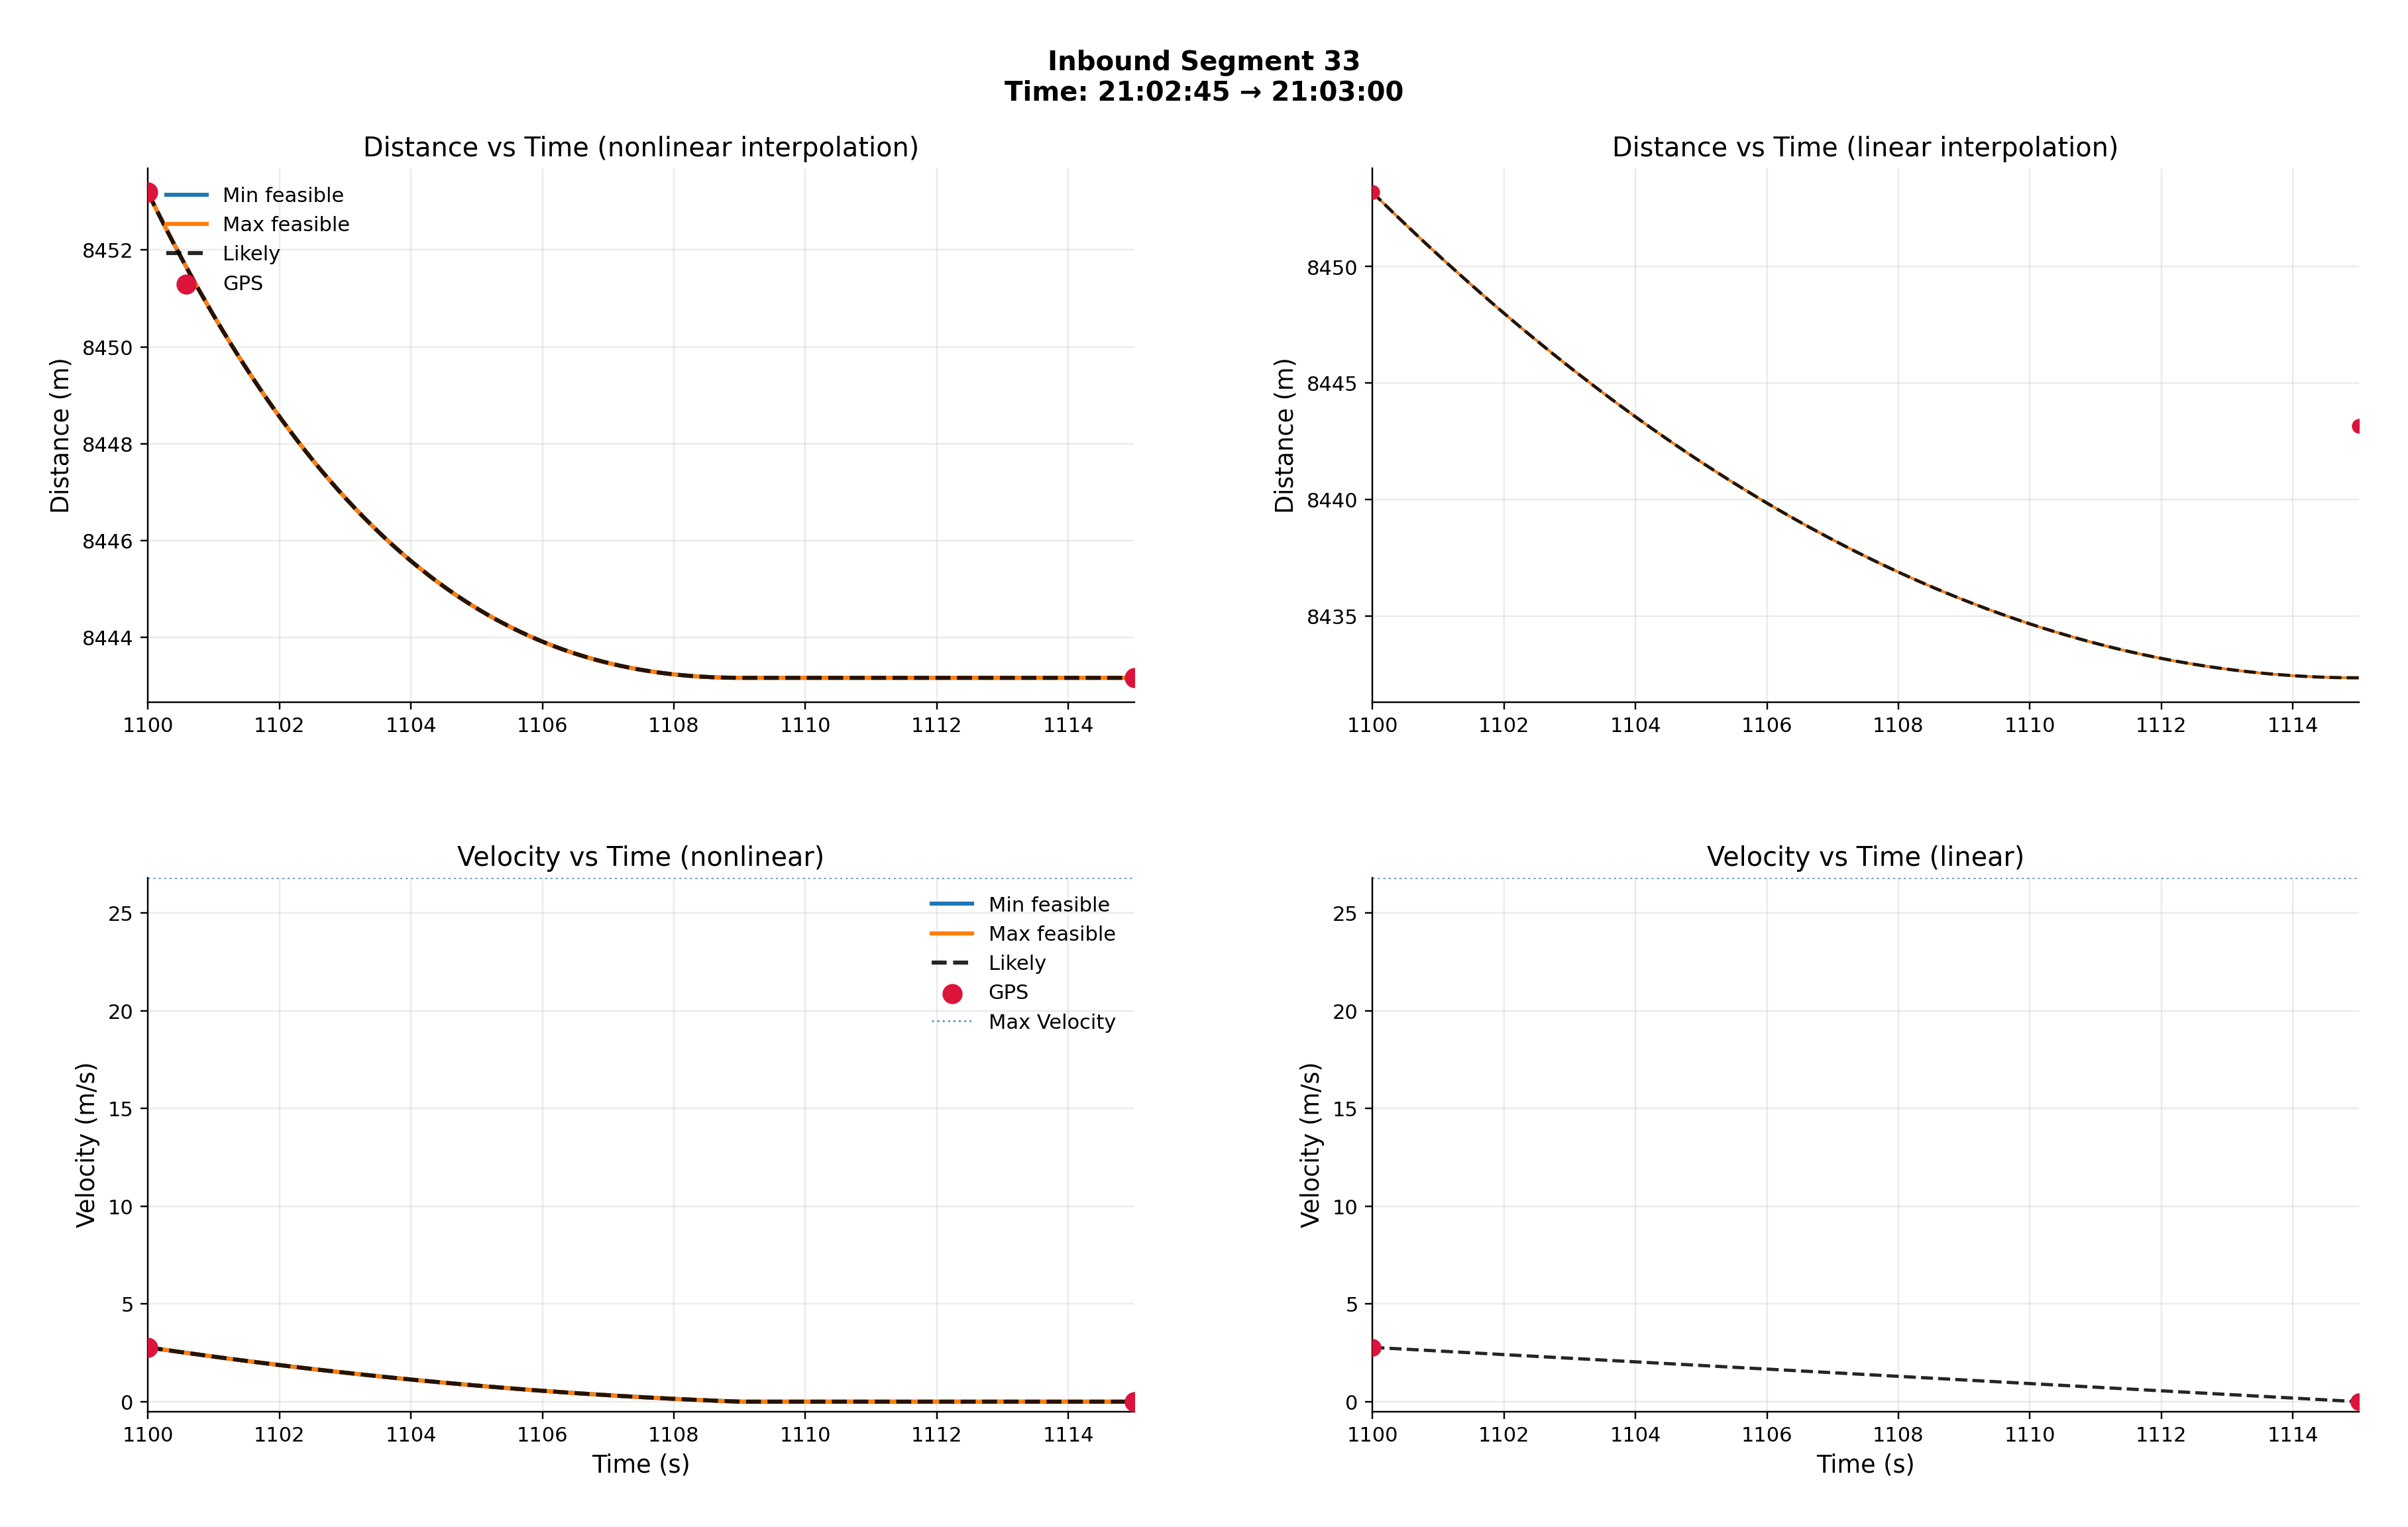 Inbound Segment 33
Time: 21:02:45 → 21:03:00
Distance vs Time (nonlinear interpolation)
Distance (m)
8452
8450
8448
8446
8444
Min feasible
Max feasible
Likely
GPS
1100 1102 1104 1106 1108 1110 1112 1114
Distance vs Time (linear interpolation)
Distance (m)
8450
8445
8440
8435
1100 1102 1104 1106 1108 1110 1112 1114
Velocity vs Time (nonlinear)
Velocity (m/s)
25
20
15
10
5
0
Min feasible
Max feasible
Likely
GPS
Max Velocity
1100 1102 1104 1106 1108 1110 1112 1114
Time (s)
Velocity vs Time (linear)
Velocity (m/s)
25
20
15
10
5
0
1100 1102 1104 1106 1108 1110 1112 1114
Time (s)